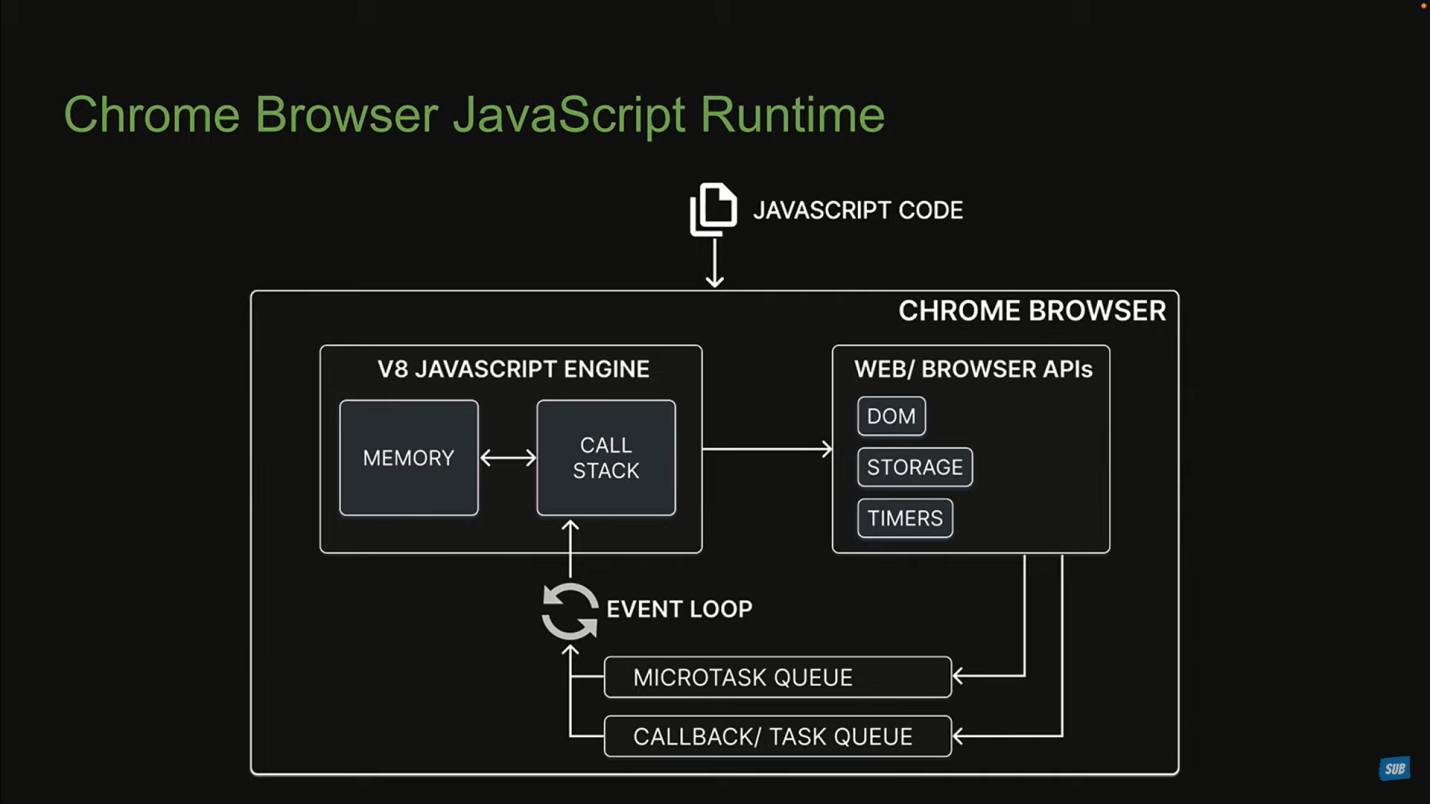 Chrome Browser JavaScript Runtime
JAVASCRIPT CODE
CHROME BROWSER
V8 JAVASCRIPT ENGINE
MEMORY
CALL
STACK
WEB/ BROWSER APIs
DOM
STORAGE
TIMERS
EVENT LOOP
MICROTASK QUEUE
CALLBACK/ TASK QUEUE
SUB